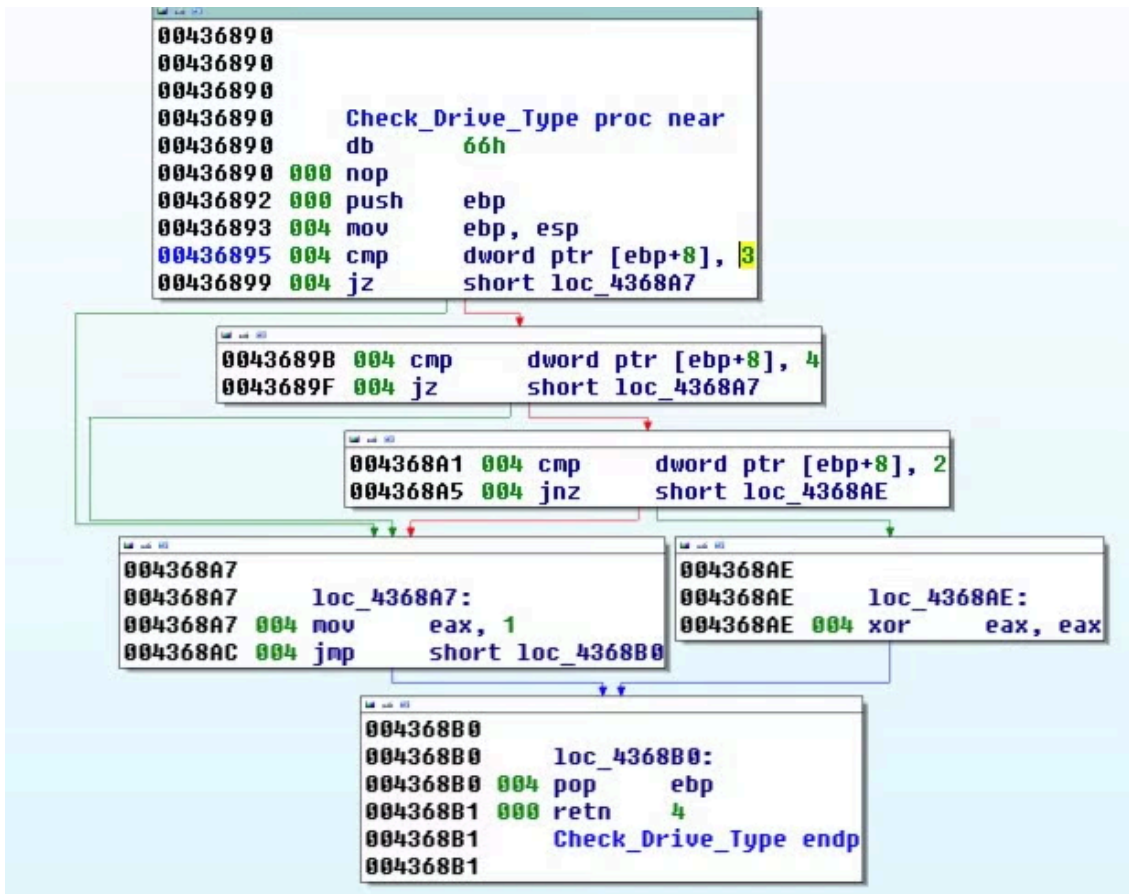 00436890
00436890
00436890
00436890 Check_Drive_Type proc near
00436890 db 66h
00436890 000 nop
00436892 000 push ebp
00436893 004 mov ebp, esp
00436895 004 cmp dword ptr [ebp+8], 3
00436899 004 jz short loc_4368A7
0043689B 004 cmp dword ptr [ebp+8], 4
0043689F 004 jz short loc_4368A7
004368A1 004 cmp dword ptr [ebp+8], 2
004368A5 004 jnz short loc_4368AE
004368A7
004368A7 loc_4368A7:
004368A7 004 mov eax, 1
004368AC 004 jmp short loc_4368B0
004368AE
004368AE loc_4368AE:
004368AE 004 xor eax, eax
004368B0
004368B0 loc_4368B0:
004368B0 004 pop ebp
004368B1 000 retn 4
004368B1 Check_Drive_Type endp
004368B1